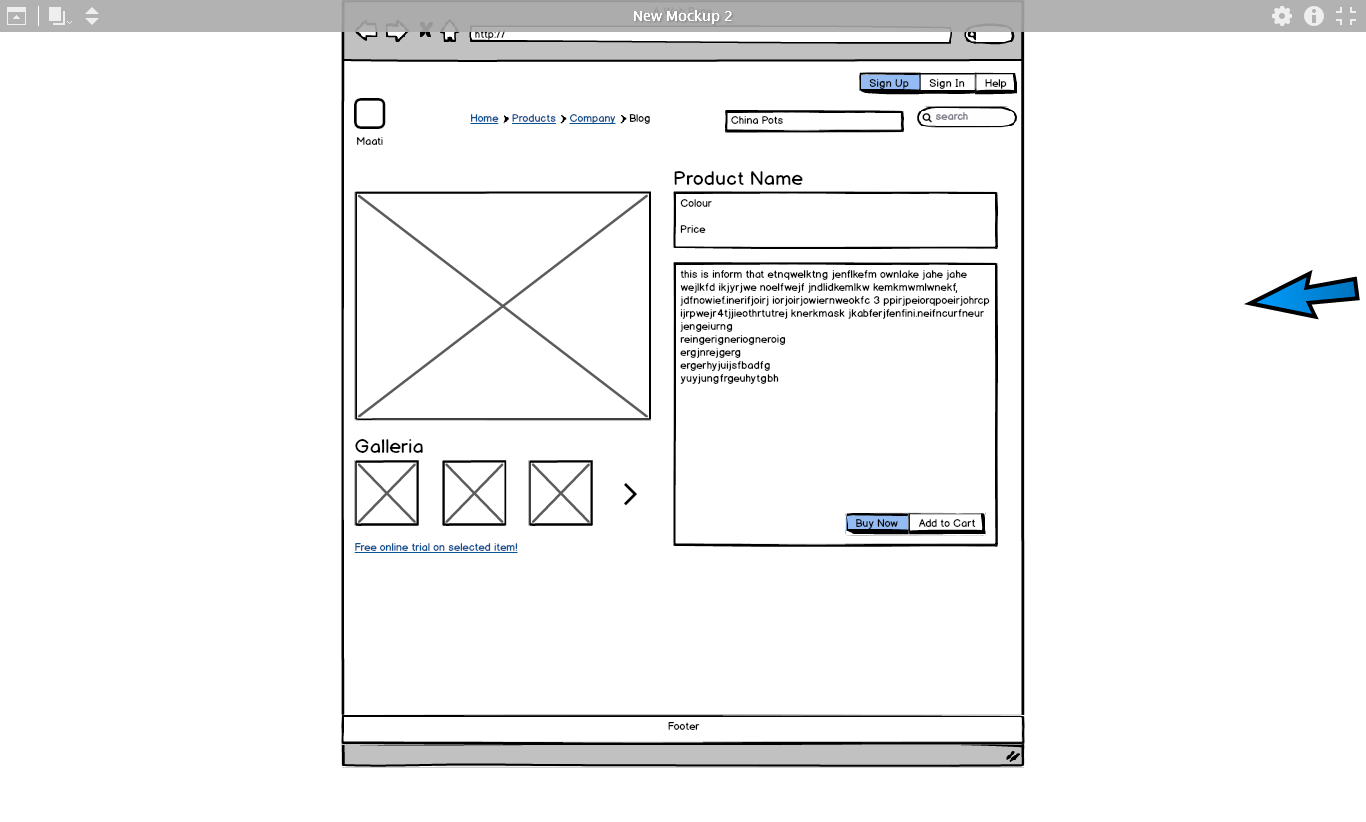 New Mockup 2
http://
Sign Up Sign In Help
Home Products Company Blog
China Pots
search
Maati
Product Name
Colour
Price
this is inform that etnqwelktng jenflkefm ownlake jahe jahe
wejlkfd ikjyrjwe noelfwejf jndlidkemlkw kemkmwmlwnekf,
jdfnowief.inerifjoirj iorjoirjowiernweokfc 3 ppirjpeiorqpoeirjohrcp
ijrpwejr4tjjieothrtutrej knerkmask jkabferjfenfini.neifncurfneur
jengeiurng
reingerigneriogneroig
ergjnrejgerg
ergerhyjuijsfbadfg
yuyjungfrgeuhytgbh
Buy Now Add to Cart
Galleria
Free online trial on selected item!
Footer